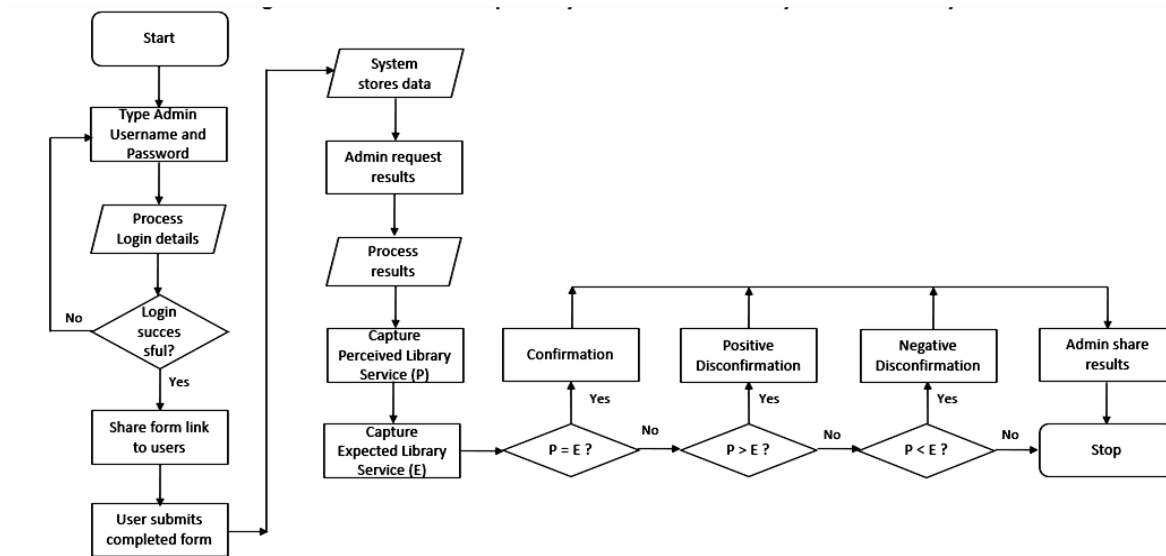 Start
Type Admin
Username and
Password
Process
Login details
Login
succes
sful?
No
Yes
Share form link
to users
User submits
completed form
System
stores data
Admin request
results
Process
results
Capture
Perceived Library
Service (P)
Capture
Expected Library
Service (E)
P = E ?
Yes
Confirmation
No
P > E ?
Yes
Positive
Disconfirmation
No
P < E ?
Yes
Negative
Disconfirmation
No
Admin share
results
Stop